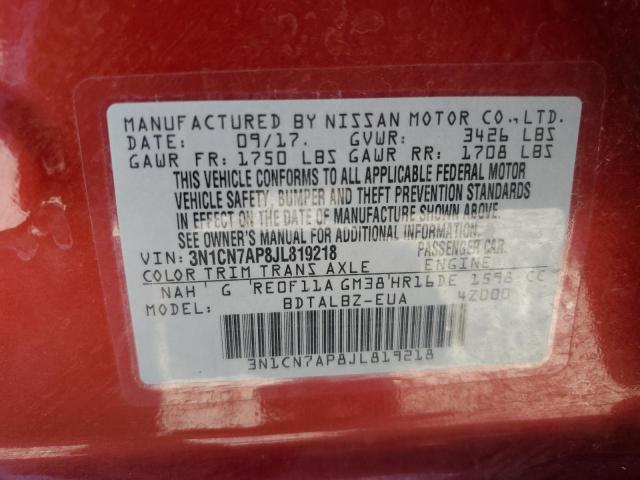 MANUFACTURED BY NISSAN MOTOR CO.,LTD.
DATE: 09/17. GVWR: 3426 LBS
GAWR FR: 1750 LBS GAWR RR: 1708 LBS
THIS VEHICLE CONFORMS TO ALL APPLICABLE FEDERAL MOTOR
VEHICLE SAFETY, BUMPER AND THEFT PREVENTION STANDARDS
IN EFFECT ON THE DATE OF MANUFACTURE SHOWN ABOVE.
SEE OWNER'S MANUAL FOR ADDITIONAL INFORMATION.
VIN: 3N1CN7AP8JL819218 PASSENGER CAR
COLOR TRIM TRANS AXLE ENGINE
NAH ' G 'RE0F11A GM38'HR16DE 1598 CC
MODEL: BDTALBZ-EUA 4Z000
3N1CN7AP8JL819218